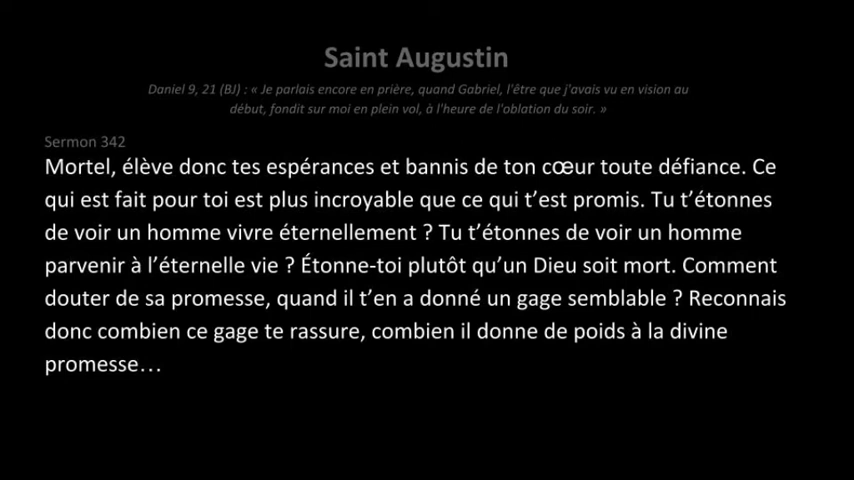 Saint Augustin
Daniel 9, 21 (BJ) : « Je parlais encore en prière, quand Gabriel, l'être que j'avais vu en vision au
début, fondit sur moi en plein vol, à l'heure de l'oblation du soir. »
Sermon 342
Mortel, élève donc tes espérances et bannis de ton cœur toute défiance. Ce
qui est fait pour toi est plus incroyable que ce qui t’est promis. Tu t’étonnes
de voir un homme vivre éternellement ? Tu t’étonnes de voir un homme
parvenir à l’éternelle vie ? Étonne-toi plutôt qu’un Dieu soit mort. Comment
douter de sa promesse, quand il t’en a donné un gage semblable ? Reconnais
donc combien ce gage te rassure, combien il donne de poids à la divine
promesse…